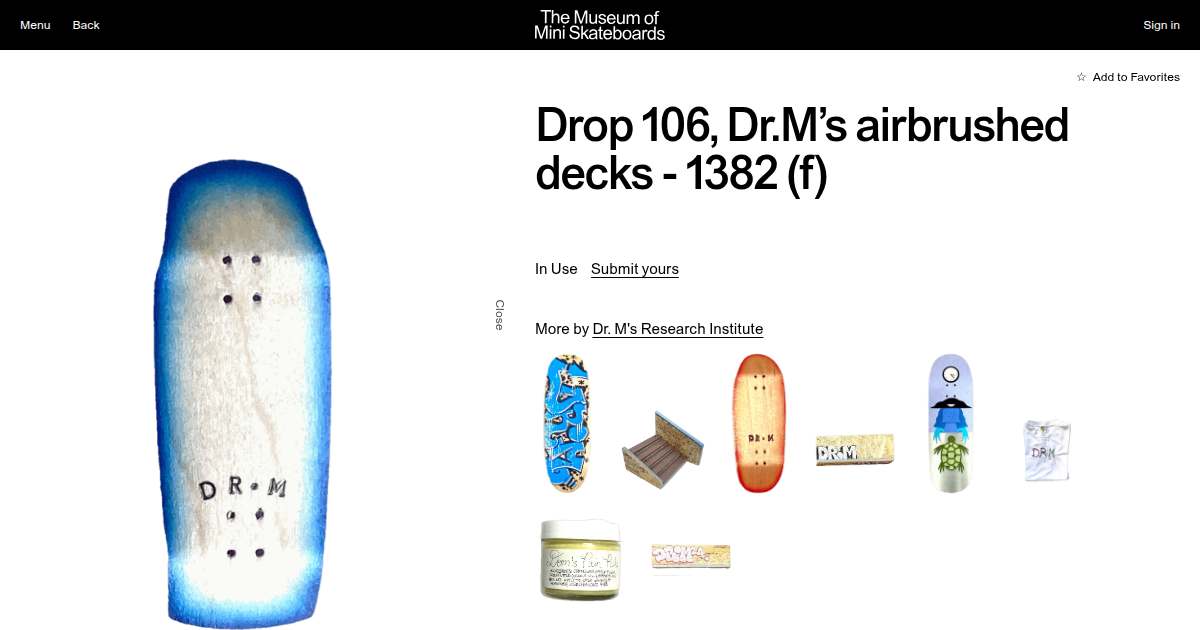 Menu
Back
The Museum of
Mini Skateboards
Sign in
☆ Add to Favorites
Drop 106, Dr.M’s airbrushed
decks - 1382 (f)
In Use
Submit yours
Close
More by Dr. M's Research Institute
DR•M
DR•M
DR•M
DR•M